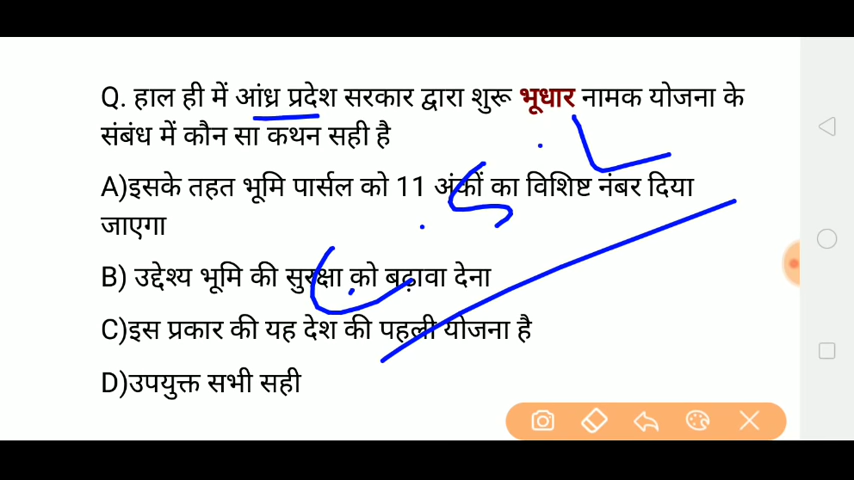 Q. हाल ही में आंध्र प्रदेश सरकार द्वारा शुरू भूधार नामक योजना के
संबंध में कौन सा कथन सही है
A)इसके तहत भूमि पार्सल को 11 अंकों का विशिष्ट नंबर दिया
जाएगा
B) उद्देश्य भूमि की सुरक्षा को बढ़ावा देना
C)इस प्रकार की यह देश की पहली योजना है
D)उपयुक्त सभी सही